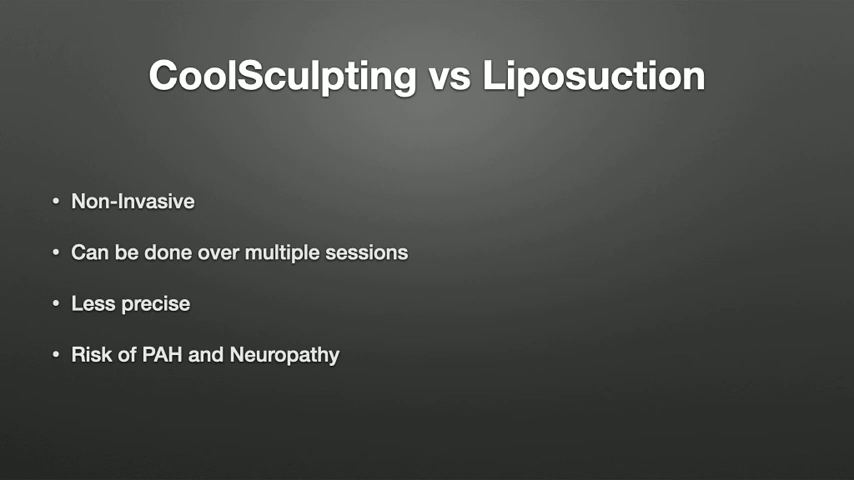 CoolSculpting vs Liposuction
• Non-Invasive
• Can be done over multiple sessions
• Less precise
• Risk of PAH and Neuropathy